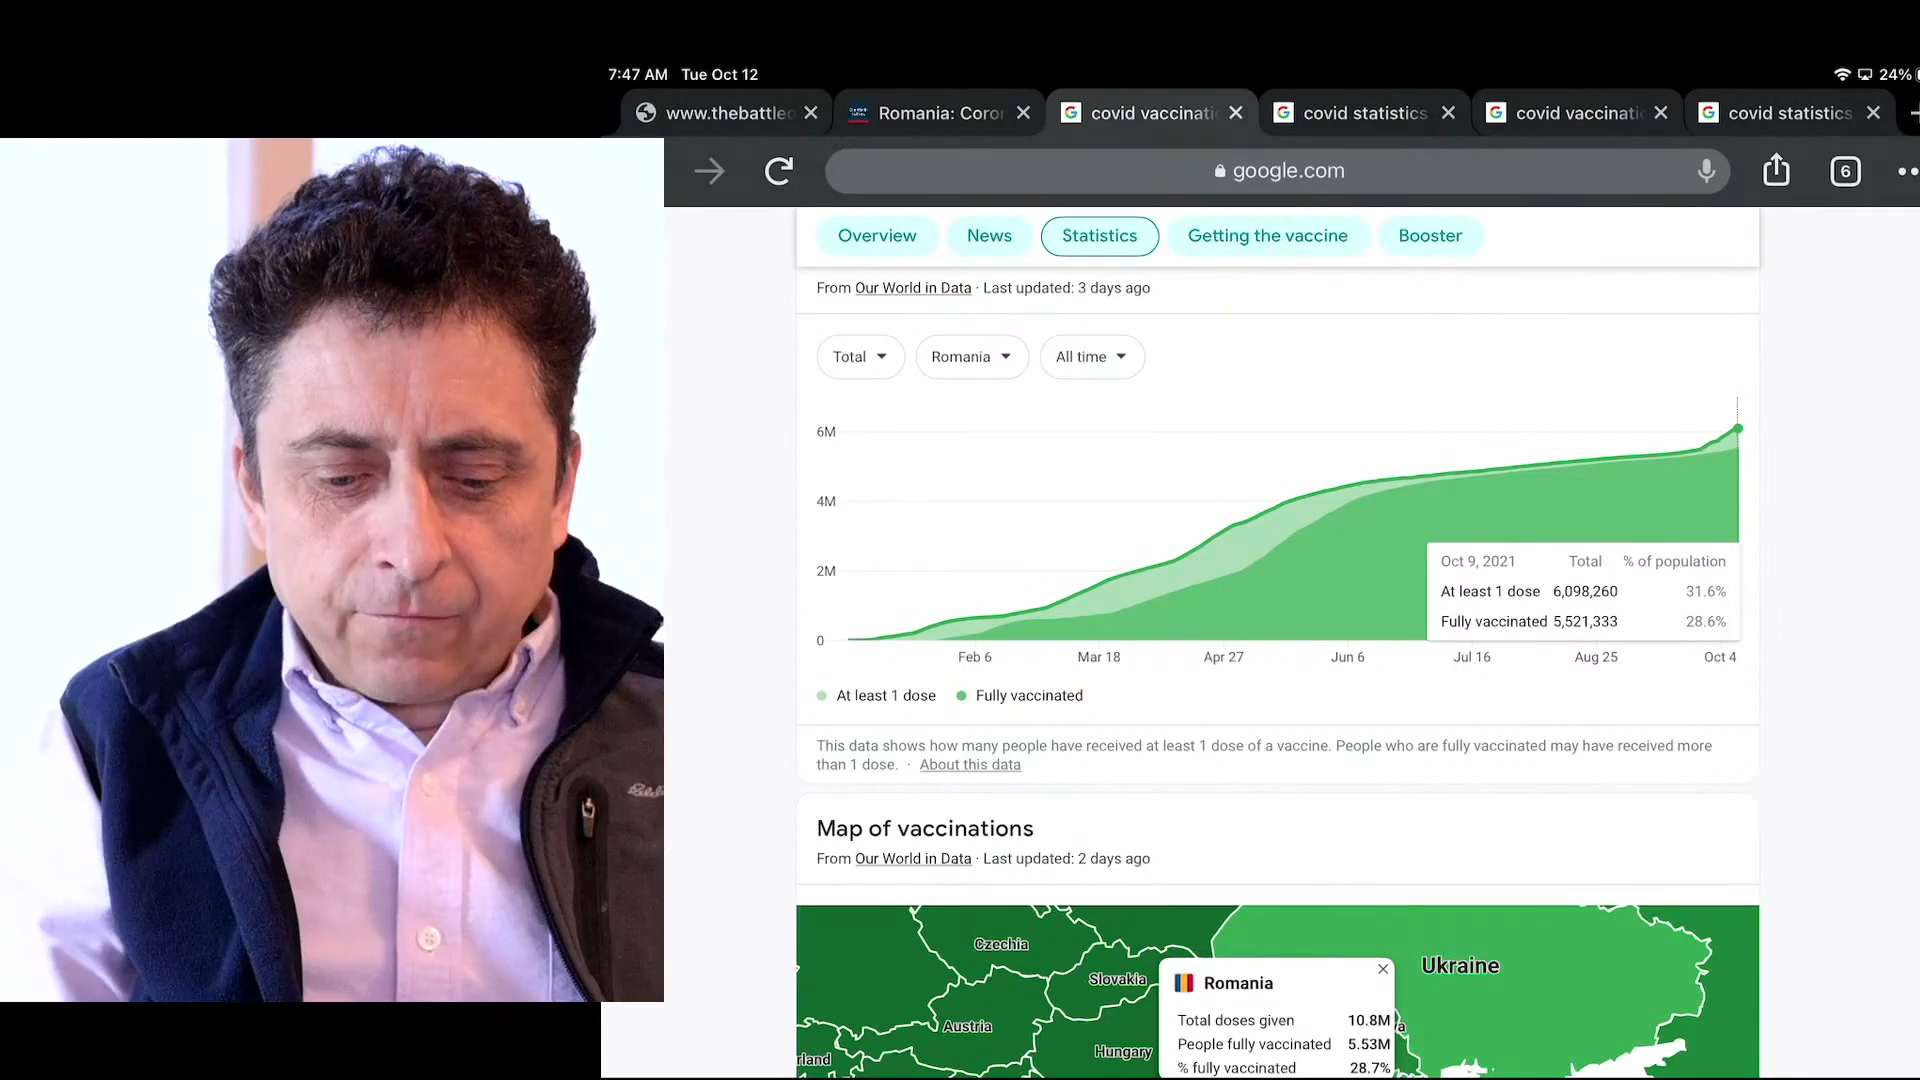 7:47 AM Tue Oct 12
24%
www.thebattle
Romania: Coror
covid vaccinati
covid statistics
covid vaccinati
covid statistics
google.com
6
Overview
News
Statistics
Getting the vaccine
Booster
From Our World in Data · Last updated: 3 days ago
Total
Romania
All time
6M
4M
2M
0
Oct 9, 2021 Total % of population
At least 1 dose 6,098,260 31.6%
Fully vaccinated 5,521,333 28.6%
Feb 6
Mar 18
Apr 27
Jun 6
Jul 16
Aug 25
Oct 4
At least 1 dose
Fully vaccinated
This data shows how many people have received at least 1 dose of a vaccine. People who are fully vaccinated may have received more
than 1 dose. · About this data
Map of vaccinations
From Our World in Data · Last updated: 2 days ago
Czechia
Slovakia
Ukraine
Austria
Hungary
rland
Romania
Total doses given 10.8M
People fully vaccinated 5.53M
% fully vaccinated 28.7%